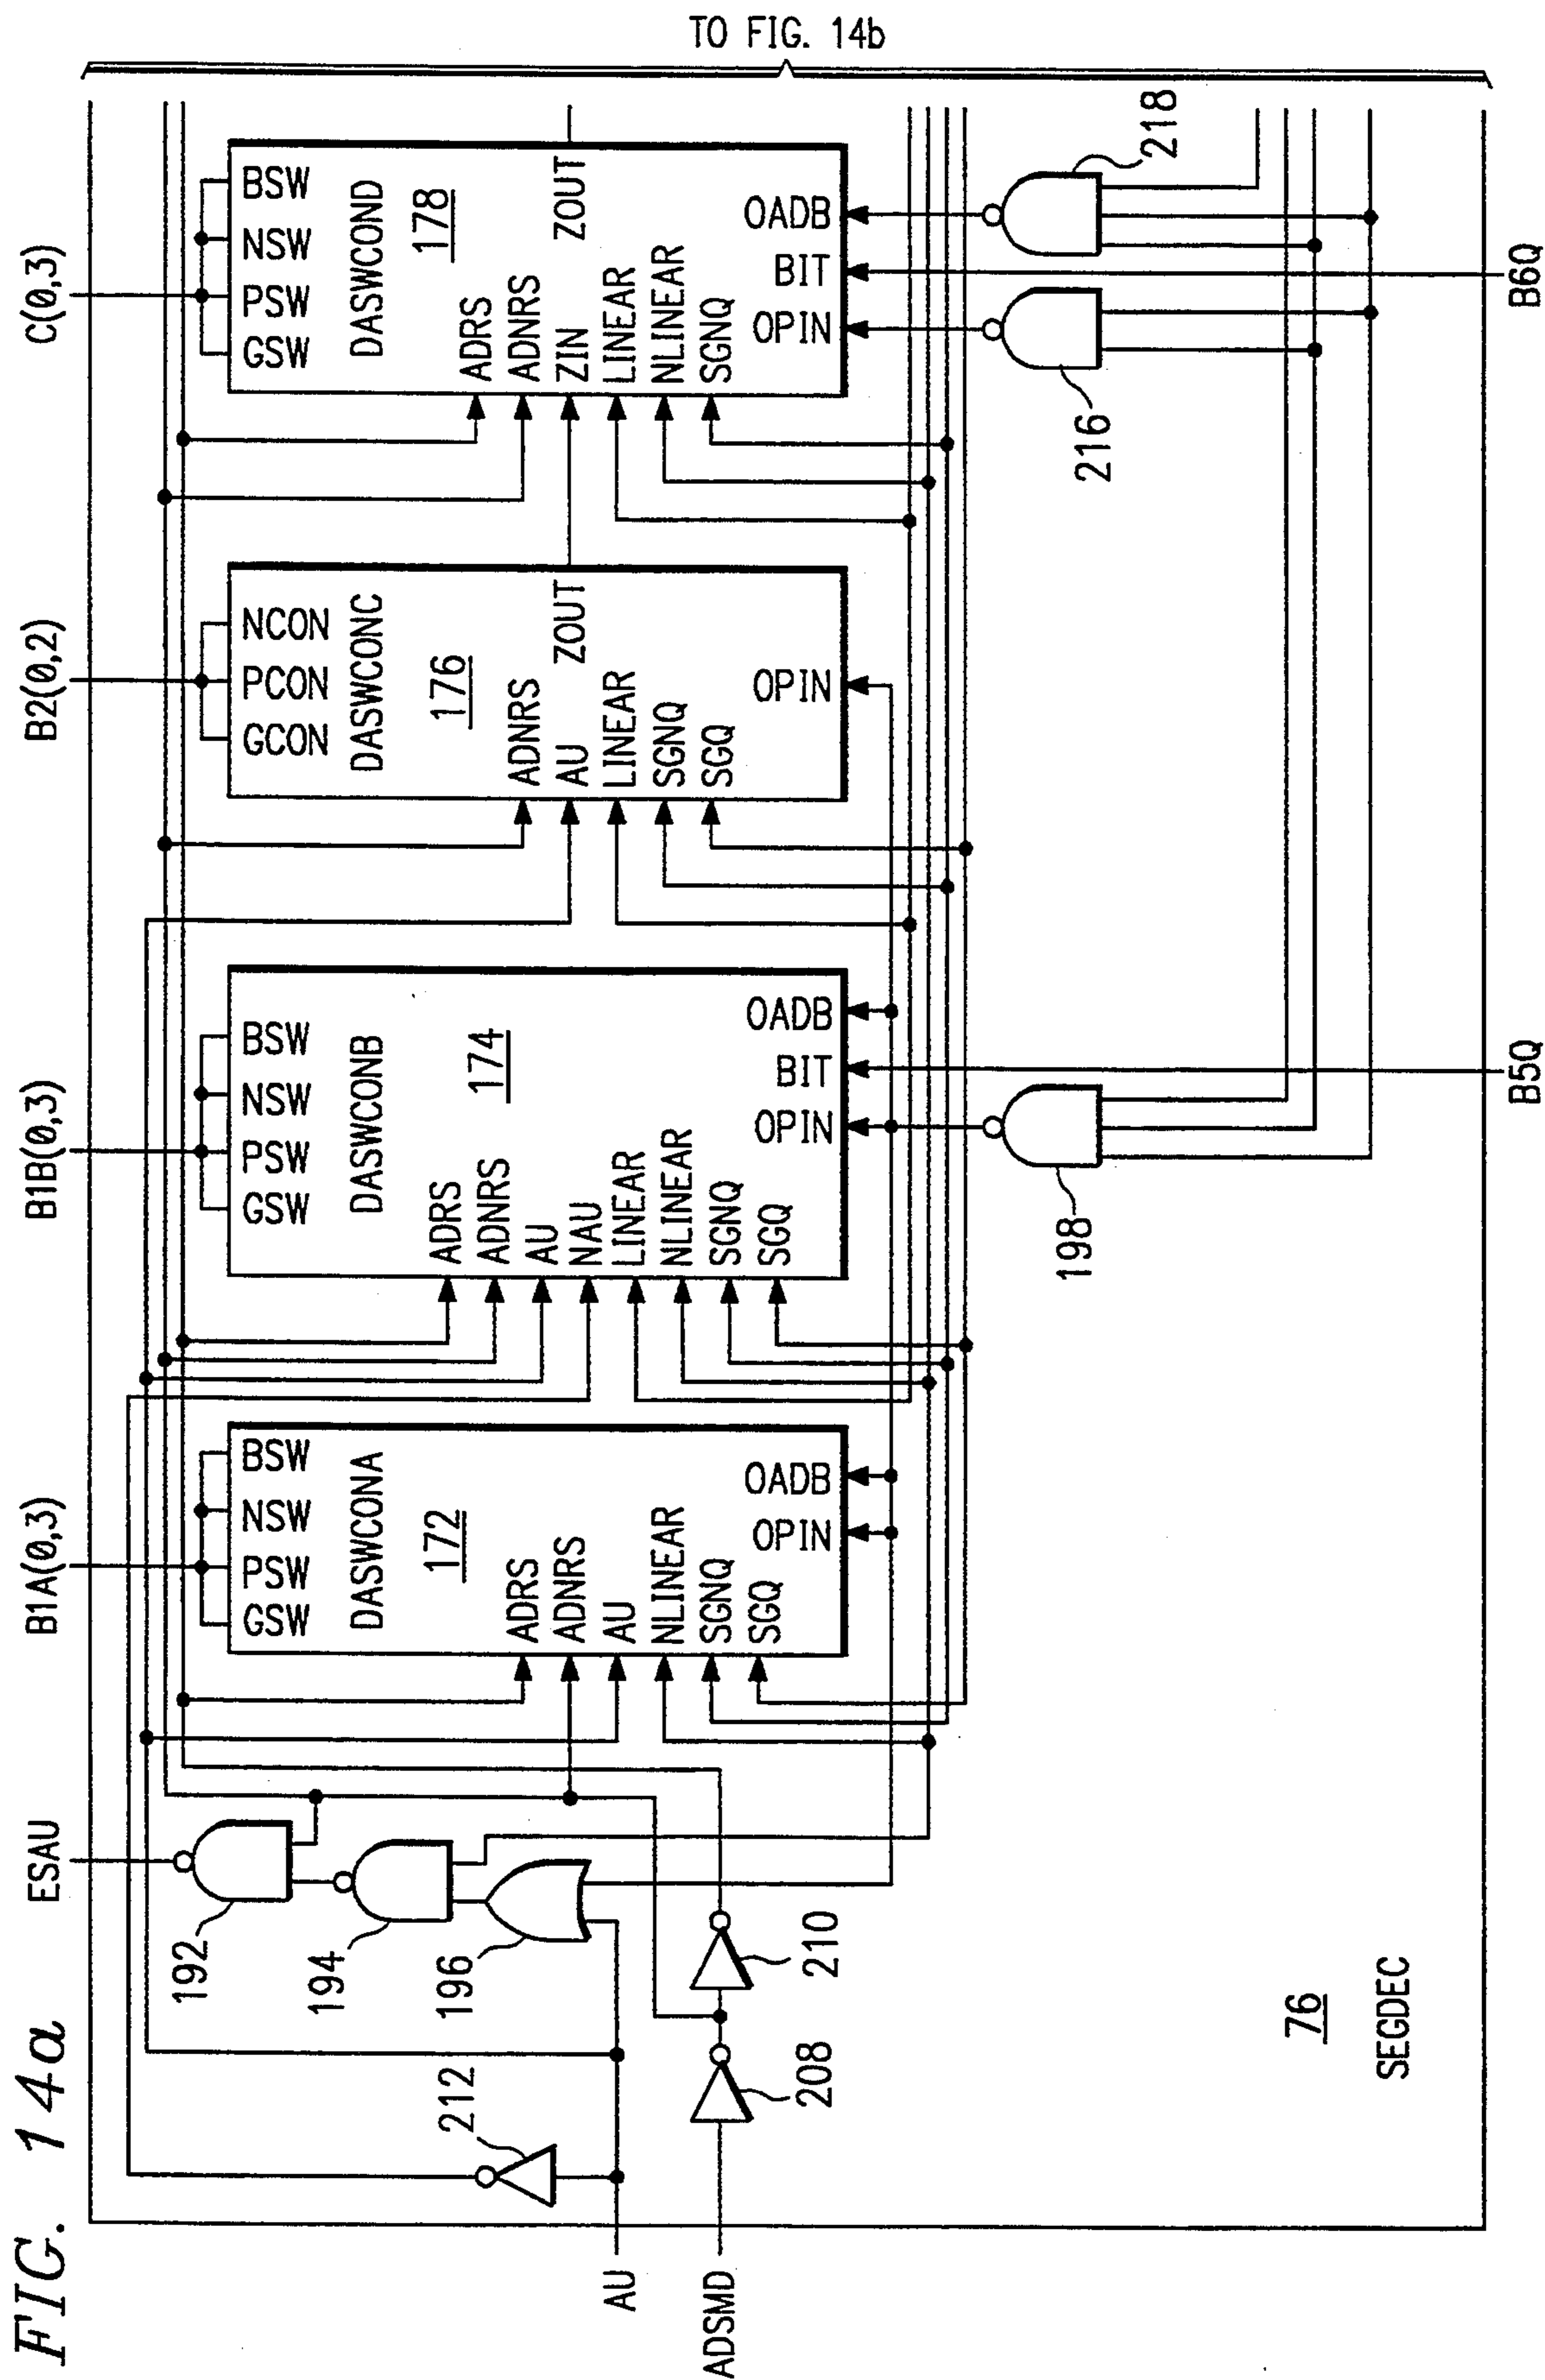 FIG. 14a
ESAU
B1A(0,3)
B1B(0,3)
B2(0,2)
C(0,3)
TO FIG. 14b
AU
ADSMD
212
192
194
196
208
210
GSW
PSW
NSW
BSW
DASWCONA
172
ADRS
ADNRS
AU
NLINEAR
SGNQ
SGQ
OPIN
OADB
GSW
PSW
NSW
BSW
DASWCONB
174
ADRS
ADNRS
AU
NAU
LINEAR
NLINEAR
SGNQ
SGQ
OPIN
BIT
OADB
GCON
PCON
NCON
DASWCONC
176
ADNRS
AU
LINEAR
SGNQ
SGQ
ZOUT
OPIN
GSW
PSW
NSW
BSW
DASWCOND
178
ADRS
ADNRS
ZIN
LINEAR
NLINEAR
SGNQ
ZOUT
OPIN
BIT
OADB
198
216
218
76
SEGDEC
B5Q
B6Q